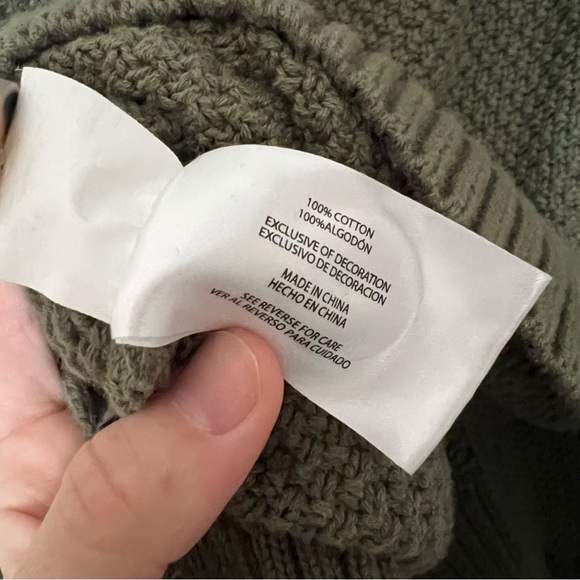 100% COTTON
100%ALGODÓN
EXCLUSIVE OF DECORATION
EXCLUSIVO DE DECORACION
MADE IN CHINA
HECHO EN CHINA
SEE REVERSE FOR CARE
VER AL REVERSO PARA CUIDADO